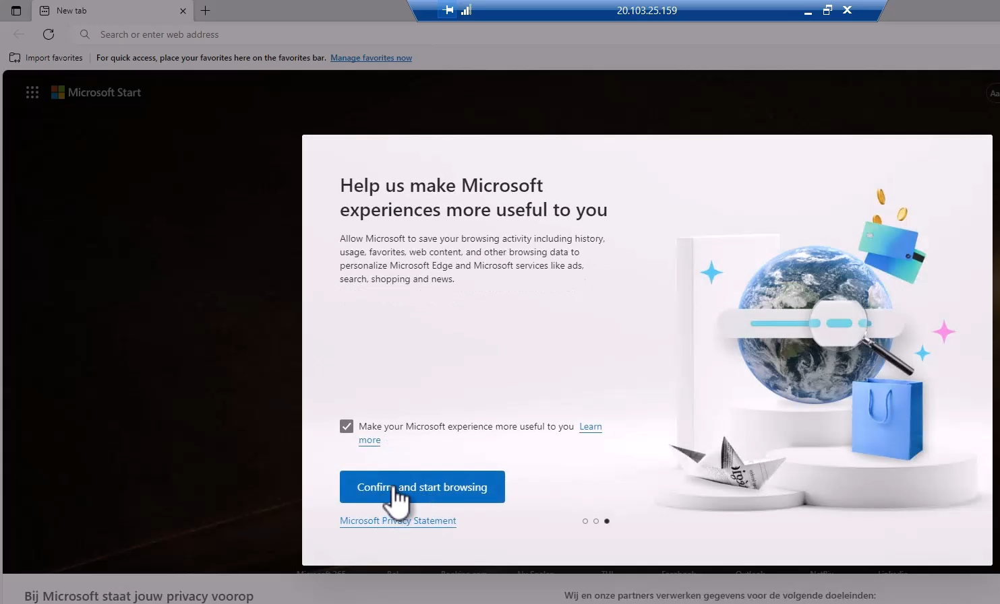 New tab
20.103.25.159
Search or enter web address
Import favorites
For quick access, place your favorites here on the favorites bar. Manage favorites now
Microsoft Start
Aa
Help us make Microsoft
experiences more useful to you
Allow Microsoft to save your browsing activity including history,
usage, favorites, web content, and other browsing data to
personalize Microsoft Edge and Microsoft services like ads,
search, shopping and news.
Make your Microsoft experience more useful to you Learn
more
Confirm and start browsing
Microsoft Privacy Statement
Bij Microsoft staat jouw privacy voorop
Wij en onze partners verwerken gegevens voor de volgende doeleinden: